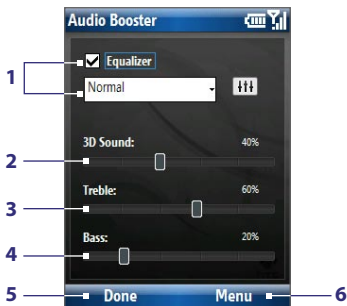 Audio Booster
1
Equalizer
Normal
3D Sound: 40%
2
Treble: 60%
3
Bass: 20%
4
5 Done Menu 6